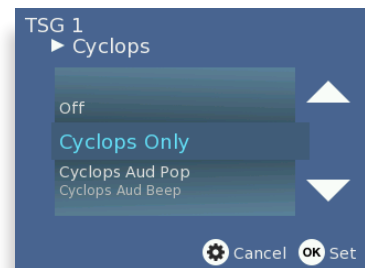 TSG 1
Cyclops
Off
Cyclops Only
Cyclops Aud Pop
Cyclops Aud Beep
Cancel OK Set